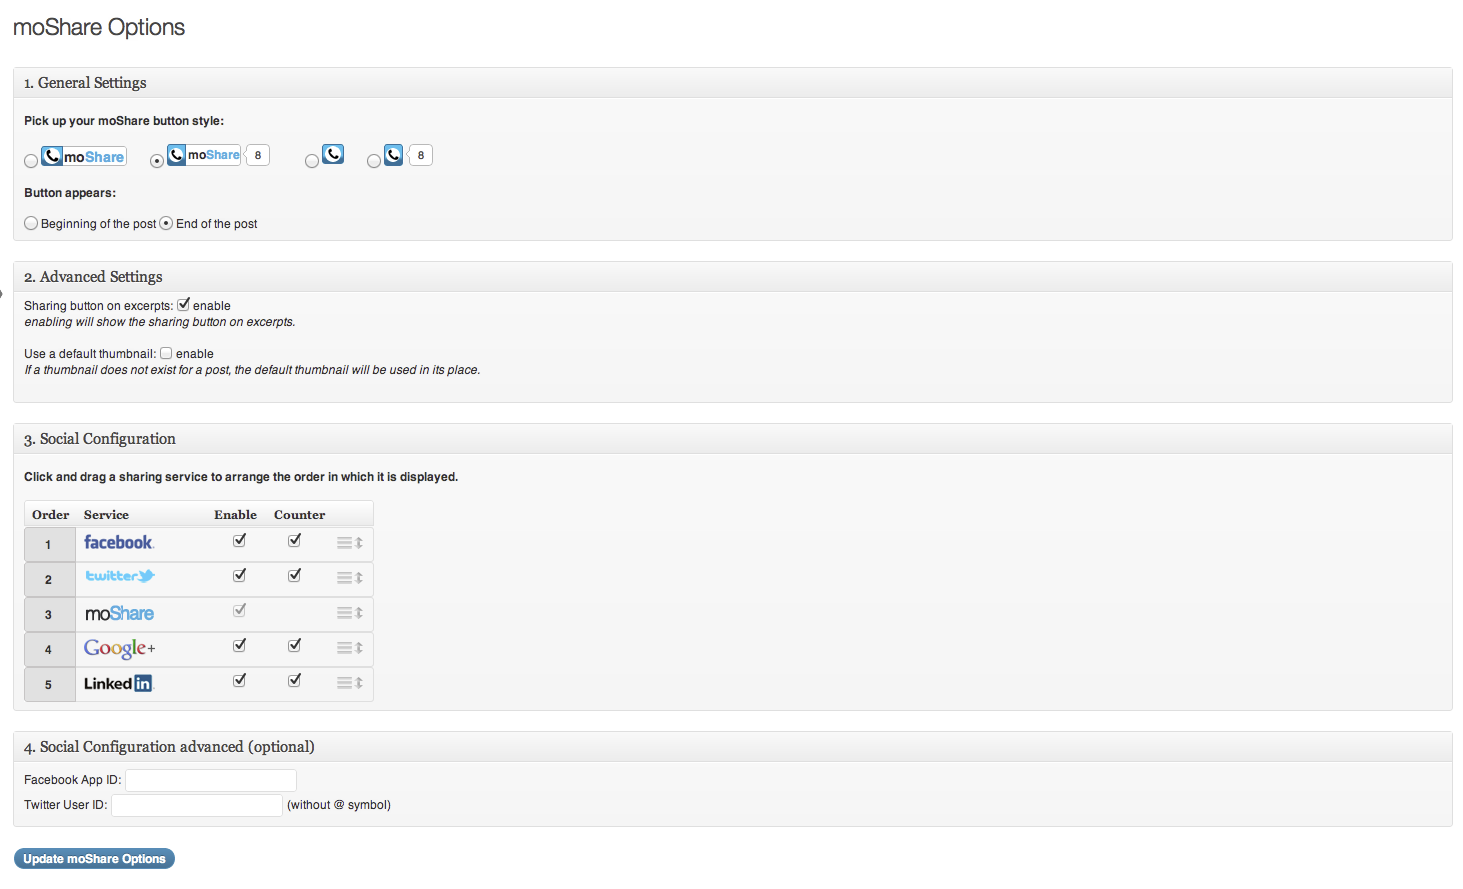 moShare Options
1. General Settings
Pick up your moShare button style:
moShare moShare 8 8
Button appears:
Beginning of the post End of the post
2. Advanced Settings
Sharing button on excerpts: enable
enabling will show the sharing button on excerpts.
Use a default thumbnail: enable
If a thumbnail does not exist for a post, the default thumbnail will be used in its place.
3. Social Configuration
Click and drag a sharing service to arrange the order in which it is displayed.
Order Service Enable Counter
1 facebook
2 twitter
3 moShare
4 Google+
5 Linked in
4. Social Configuration advanced (optional)
Facebook App ID:
Twitter User ID: (without @ symbol)
Update moShare Options